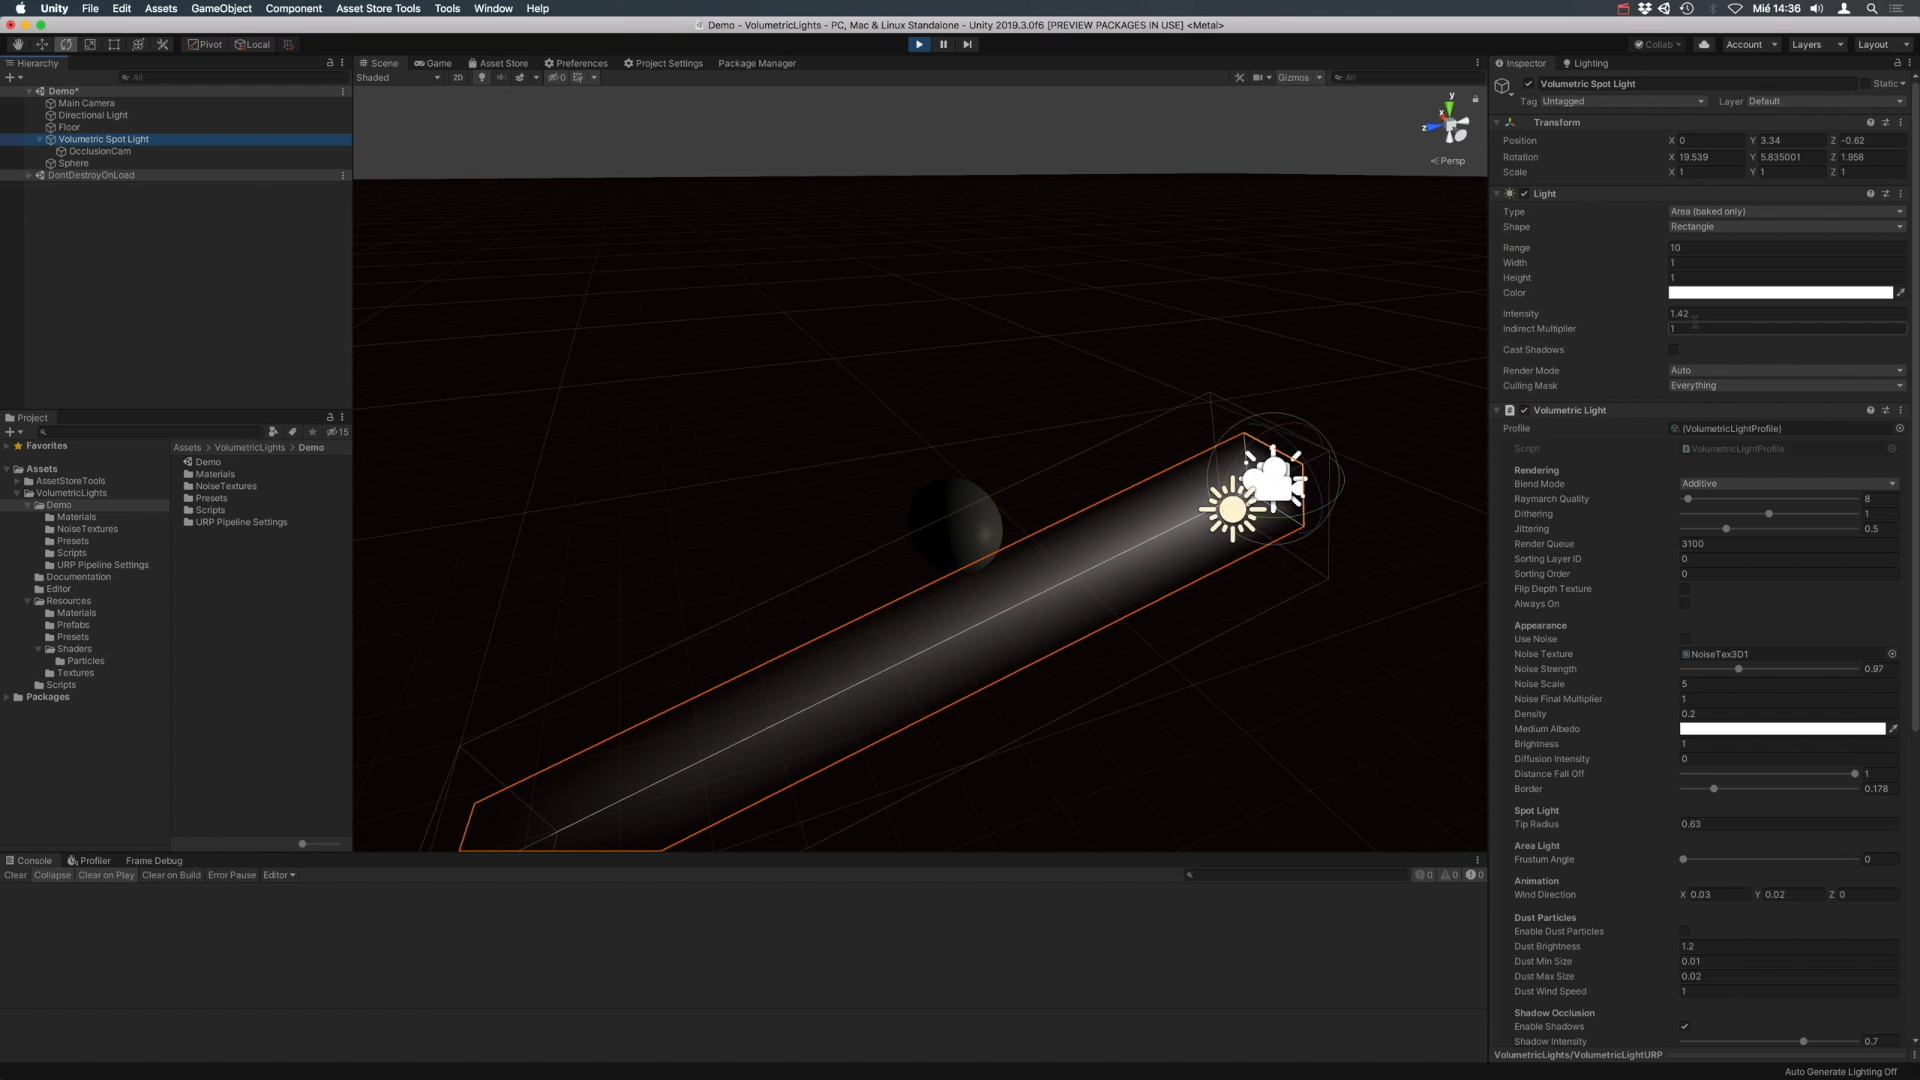 Unity File Edit Assets GameObject Component Asset Store Tools Tools Window Help Mié 14:36
Demo - VolumetricLights - PC, Mac & Linux Standalone - Unity 2019.3.0f6 [PREVIEW PACKAGES IN USE] <Metal>
Pivot Local Collab Account Layers Layout
Hierarchy
All
Demo*
Main Camera
Directional Light
Floor
Volumetric Spot Light
OcclusionCam
Sphere
DontDestroyOnLoad
Scene Game Asset Store Preferences Project Settings Package Manager
Shaded 2D 0 Gizmos All
y
x
z
Persp
Project
15
Favorites
Assets
AssetStoreTools
VolumetricLights
Demo
Materials
NoiseTextures
Presets
Scripts
URP Pipeline Settings
Documentation
Editor
Resources
Materials
Prefabs
Presets
Shaders
Particles
Textures
Scripts
Packages
Assets > VolumetricLights > Demo
Demo
Materials
NoiseTextures
Presets
Scripts
URP Pipeline Settings
Console Profiler Frame Debug
Clear Collapse Clear on Play Clear on Build Error Pause Editor
0 0 0
Inspector Lighting
Volumetric Spot Light Static
Tag Untagged Layer Default
Transform
Position X 0 Y 3.34 Z -0.62
Rotation X 19.539 Y 5.835001 Z 1.958
Scale X 1 Y 1 Z 1
Light
Type Area (baked only)
Shape Rectangle
Range 10
Width 1
Height 1
Color
Intensity 1.42
Indirect Multiplier 1
Cast Shadows
Render Mode Auto
Culling Mask Everything
Volumetric Light
Profile (VolumetricLightProfile)
Script VolumetricLightProfile
Rendering
Blend Mode Additive
Raymarch Quality 8
Dithering 1
Jittering 0.5
Render Queue 3100
Sorting Layer ID 0
Sorting Order 0
Flip Depth Texture
Always On
Appearance
Use Noise
Noise Texture NoiseTex3D1
Noise Strength 0.97
Noise Scale 5
Noise Final Multiplier 1
Density 0.2
Medium Albedo
Brightness 1
Diffusion Intensity 0
Distance Fall Off 1
Border 0.178
Spot Light
Tip Radius 0.63
Area Light
Frustum Angle 0
Animation
Wind Direction X 0.03 Y 0.02 Z 0
Dust Particles
Enable Dust Particles
Dust Brightness 1.2
Dust Min Size 0.01
Dust Max Size 0.02
Dust Wind Speed 1
Shadow Occlusion
Enable Shadows
Shadow Intensity 0.7
VolumetricLights/VolumetricLightURP
Auto Generate Lighting Off